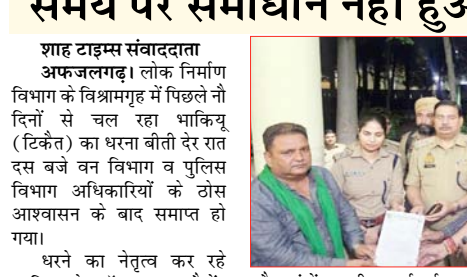 समय पर समाधान नहीं हुआ
शाह टाइम्स संवाददाता
अफजलगढ़। लोक निर्माण
विभाग के विश्रामगृह में पिछले नौ
दिनों से चल रहा भाकियू
(टिकैत) का धरना बीती देर रात
दस बजे वन विभाग व पुलिस
विभाग अधिकारियों के ठोस
आश्वासन के बाद समाप्त हो
गया।
धरने का नेतृत्व कर रहे